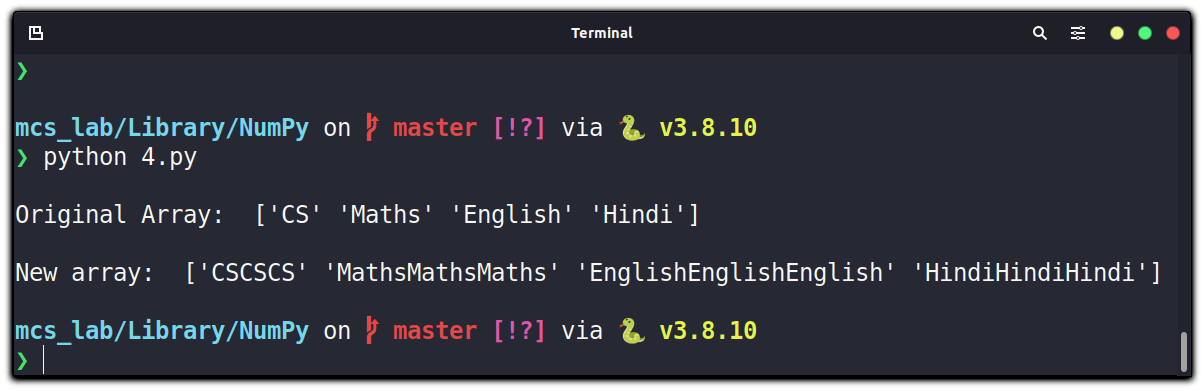 Terminal
❯
mcs_lab/Library/NumPy on master [!?] via 🐍 v3.8.10
❯ python 4.py
Original Array:  ['CS' 'Maths' 'English' 'Hindi']
New array:  ['CSCSCS' 'MathsMathsMaths' 'EnglishEnglishEnglish' 'HindiHindiHindi']
mcs_lab/Library/NumPy on master [!?] via 🐍 v3.8.10
❯